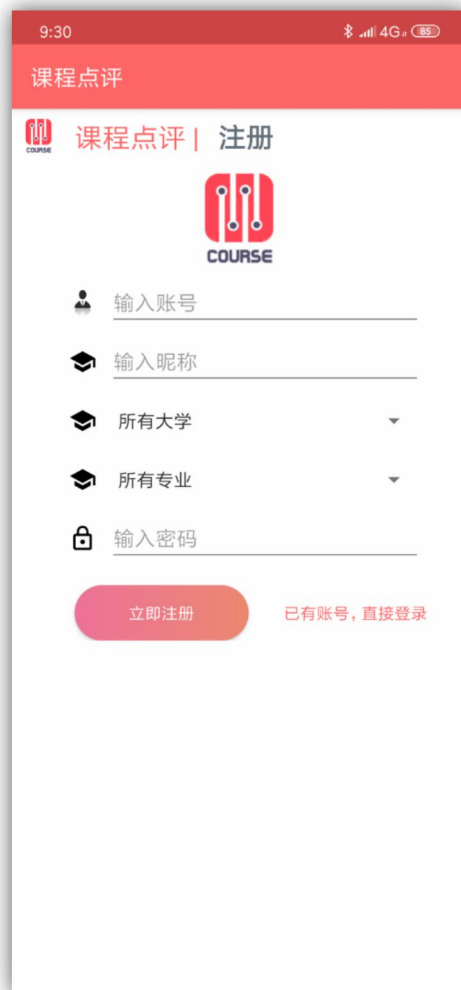 9:30 4G 85
课程点评
COURSE 课程点评 | 注册
COURSE
输入账号
输入昵称
所有大学
所有专业
输入密码
立即注册 已有账号，直接登录